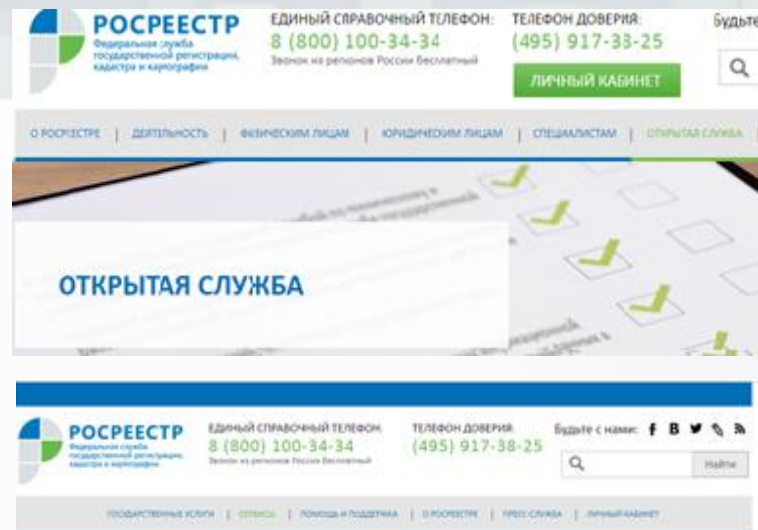 РОСРЕЕСТР
Федеральная служба
государственной регистрации,
кадастра и картографии
ЕДИНЫЙ СПРАВОЧНЫЙ ТЕЛЕФОН:
8 (800) 100-34-34
Звонок из регионов России бесплатный
ТЕЛЕФОН ДОВЕРИЯ:
(495) 917-38-25
ЛИЧНЫЙ КАБИНЕТ
Будьте
О РОСРЕЕСТРЕ | ДЕЯТЕЛЬНОСТЬ | ФИЗИЧЕСКИМ ЛИЦАМ | ЮРИДИЧЕСКИМ ЛИЦАМ | СПЕЦИАЛИСТАМ | ОТКРЫТАЯ СЛУЖБА
ОТКРЫТАЯ СЛУЖБА
РОСРЕЕСТР
Федеральная служба
государственной регистрации,
кадастра и картографии
ЕДИНЫЙ СПРАВОЧНЫЙ ТЕЛЕФОН:
8 (800) 100-34-34
Звонок из регионов России бесплатный
ТЕЛЕФОН ДОВЕРИЯ:
(495) 917-38-25
Будьте с нами:
Найти
ГОСУДАРСТВЕННЫЕ УСЛУГИ | СЕРВИСЫ | ПОМОЩЬ И ПОДДЕРЖКА | О РОСРЕЕСТРЕ | ПРЕСС-СЛУЖБА | ЛИЧНЫЙ КАБИНЕТ